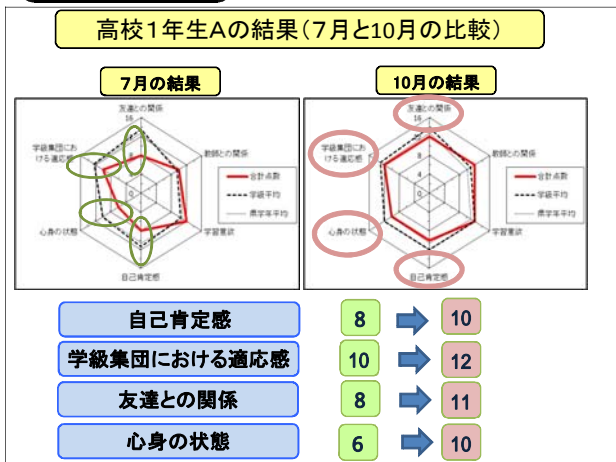 高校1年生Aの結果(7月と10月の比較)
7月の結果
10月の結果
友達との関係
16
8
4
0
学級集団にお
ける適応感
教師との関係
心身の状態
学習意欲
自己肯定感
合計点数
学級平均
県学年平均
友達との関係
16
8
4
0
学級集団にお
ける適応感
教師との関係
心身の状態
学習意欲
自己肯定感
合計点数
学級平均
県学年平均
自己肯定感 8 10
学級集団における適応感 10 12
友達との関係 8 11
心身の状態 6 10